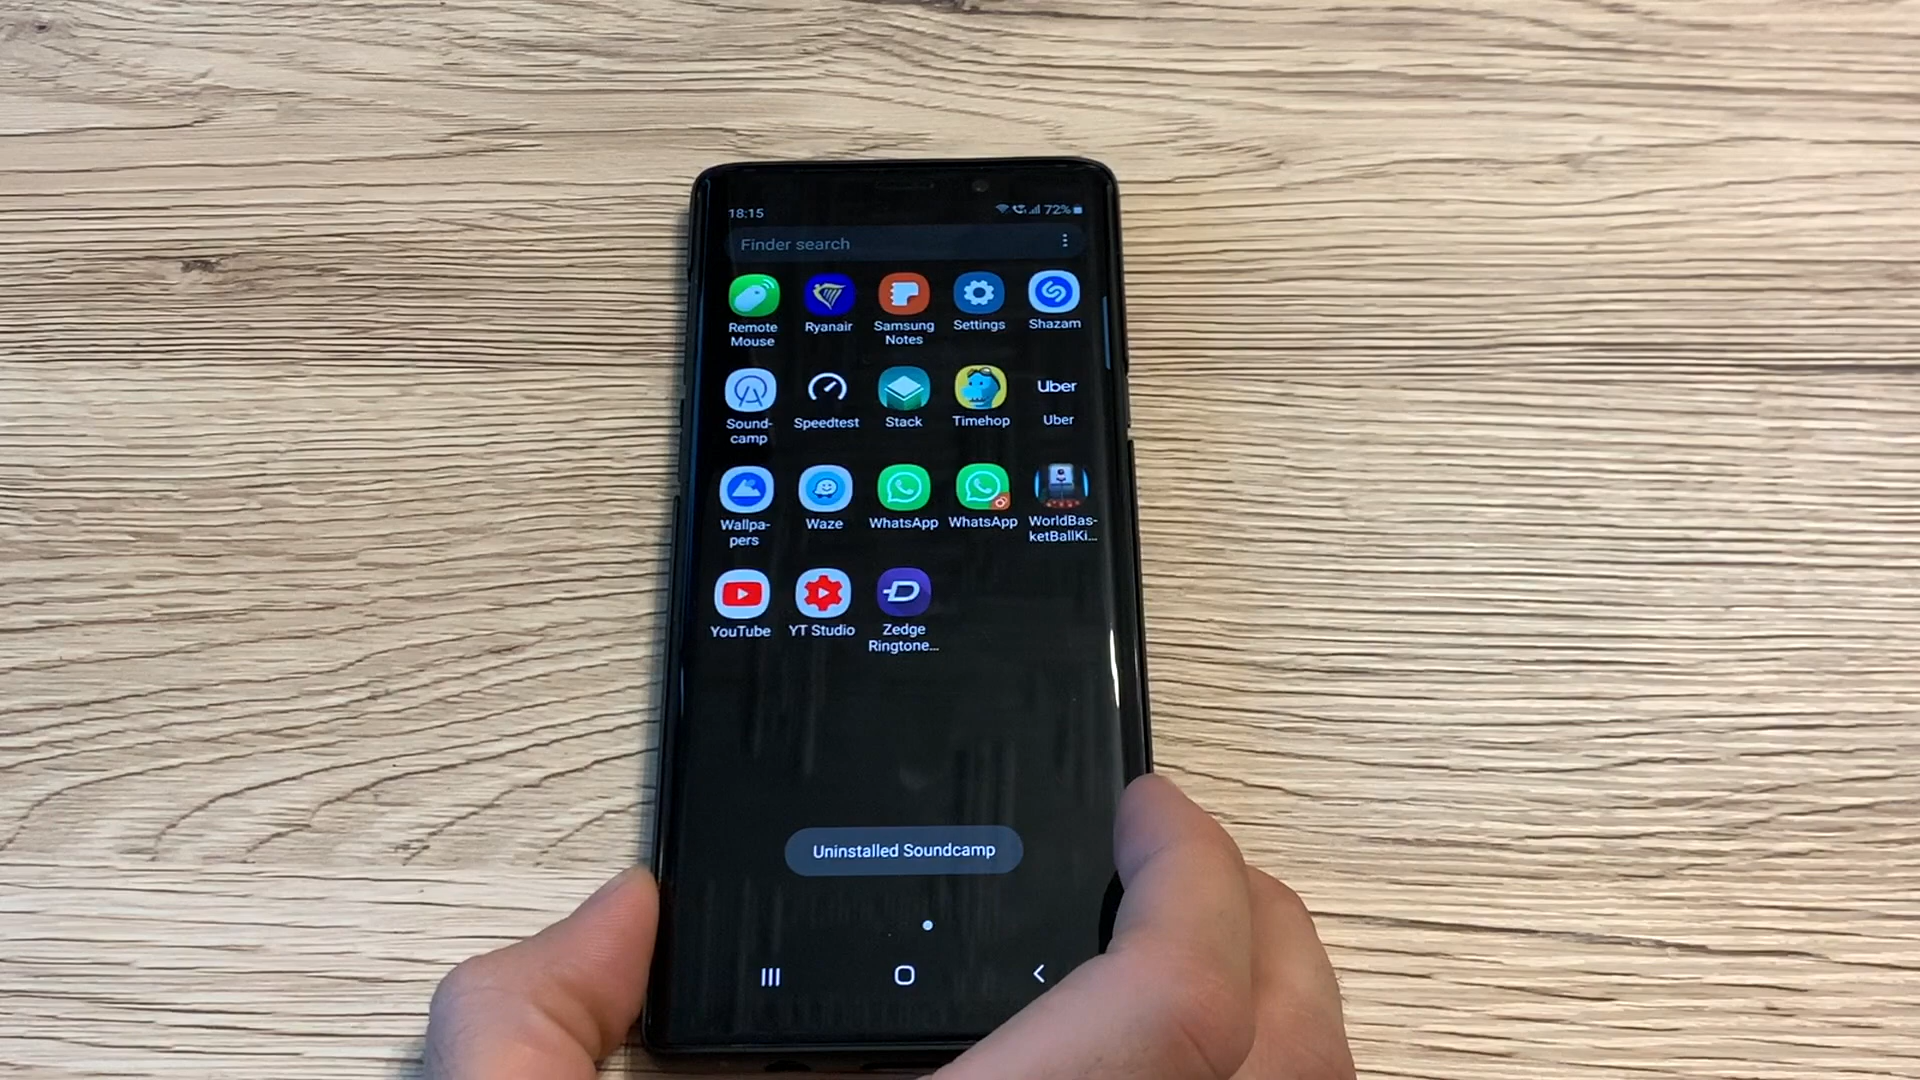 18:15
72%
Finder search
Remote
Mouse
Ryanair
Samsung
Notes
Settings
Shazam
Sound-
camp
Speedtest
Stack
Timehop
Uber
Uber
Wallpa-
pers
Waze
WhatsApp
WhatsApp
WorldBas-
ketBallKi...
YouTube
YT Studio
Zedge
Ringtone...
Uninstalled Soundcamp